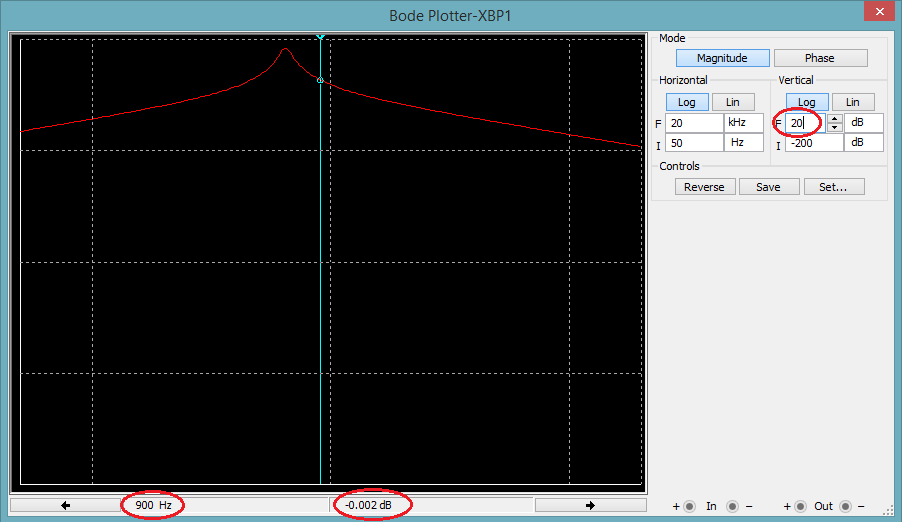 Bode Plotter-XBP1
Mode
Magnitude Phase
Horizontal Vertical
Log Lin Log Lin
F 20 kHz F 20 dB
I 50 Hz I -200 dB
Controls
Reverse Save Set...
900 Hz -0.002 dB + In − + Out −